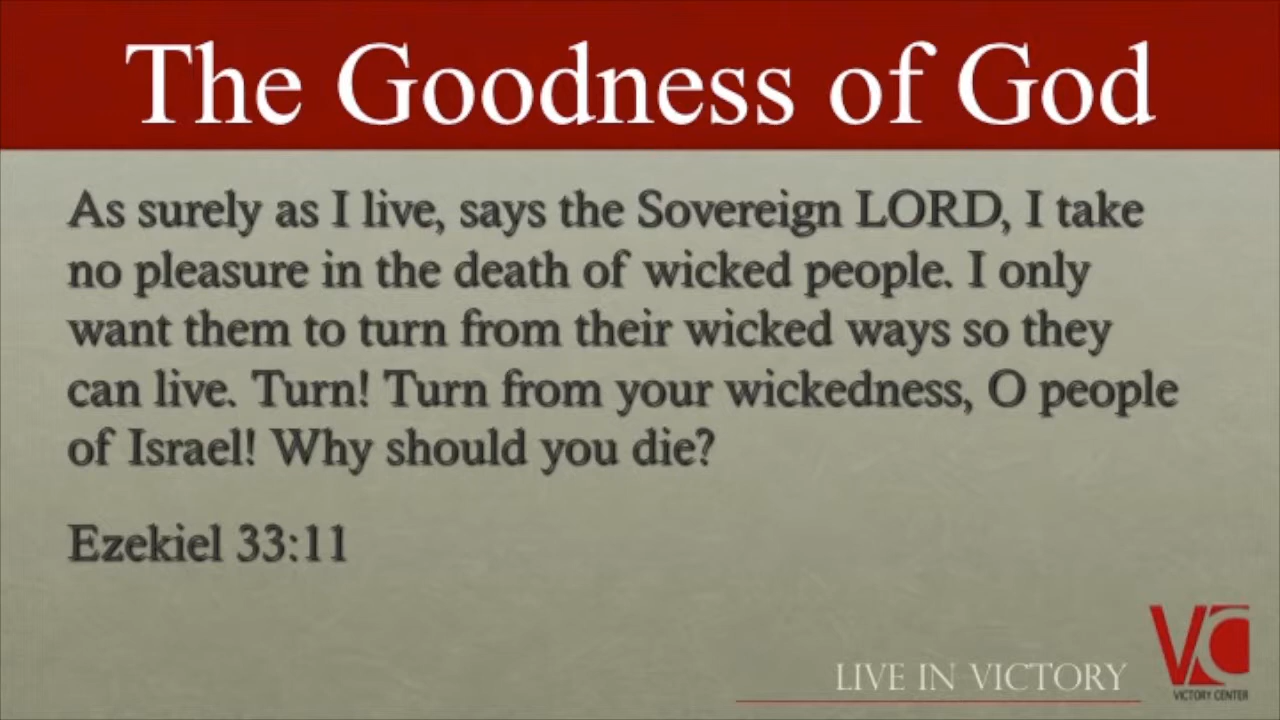 The Goodness of God
As surely as I live, says the Sovereign LORD, I take
no pleasure in the death of wicked people. I only
want them to turn from their wicked ways so they
can live. Turn! Turn from your wickedness, O people
of Israel! Why should you die?
Ezekiel 33:11
LIVE IN VICTORY
VC
VICTORY CENTER